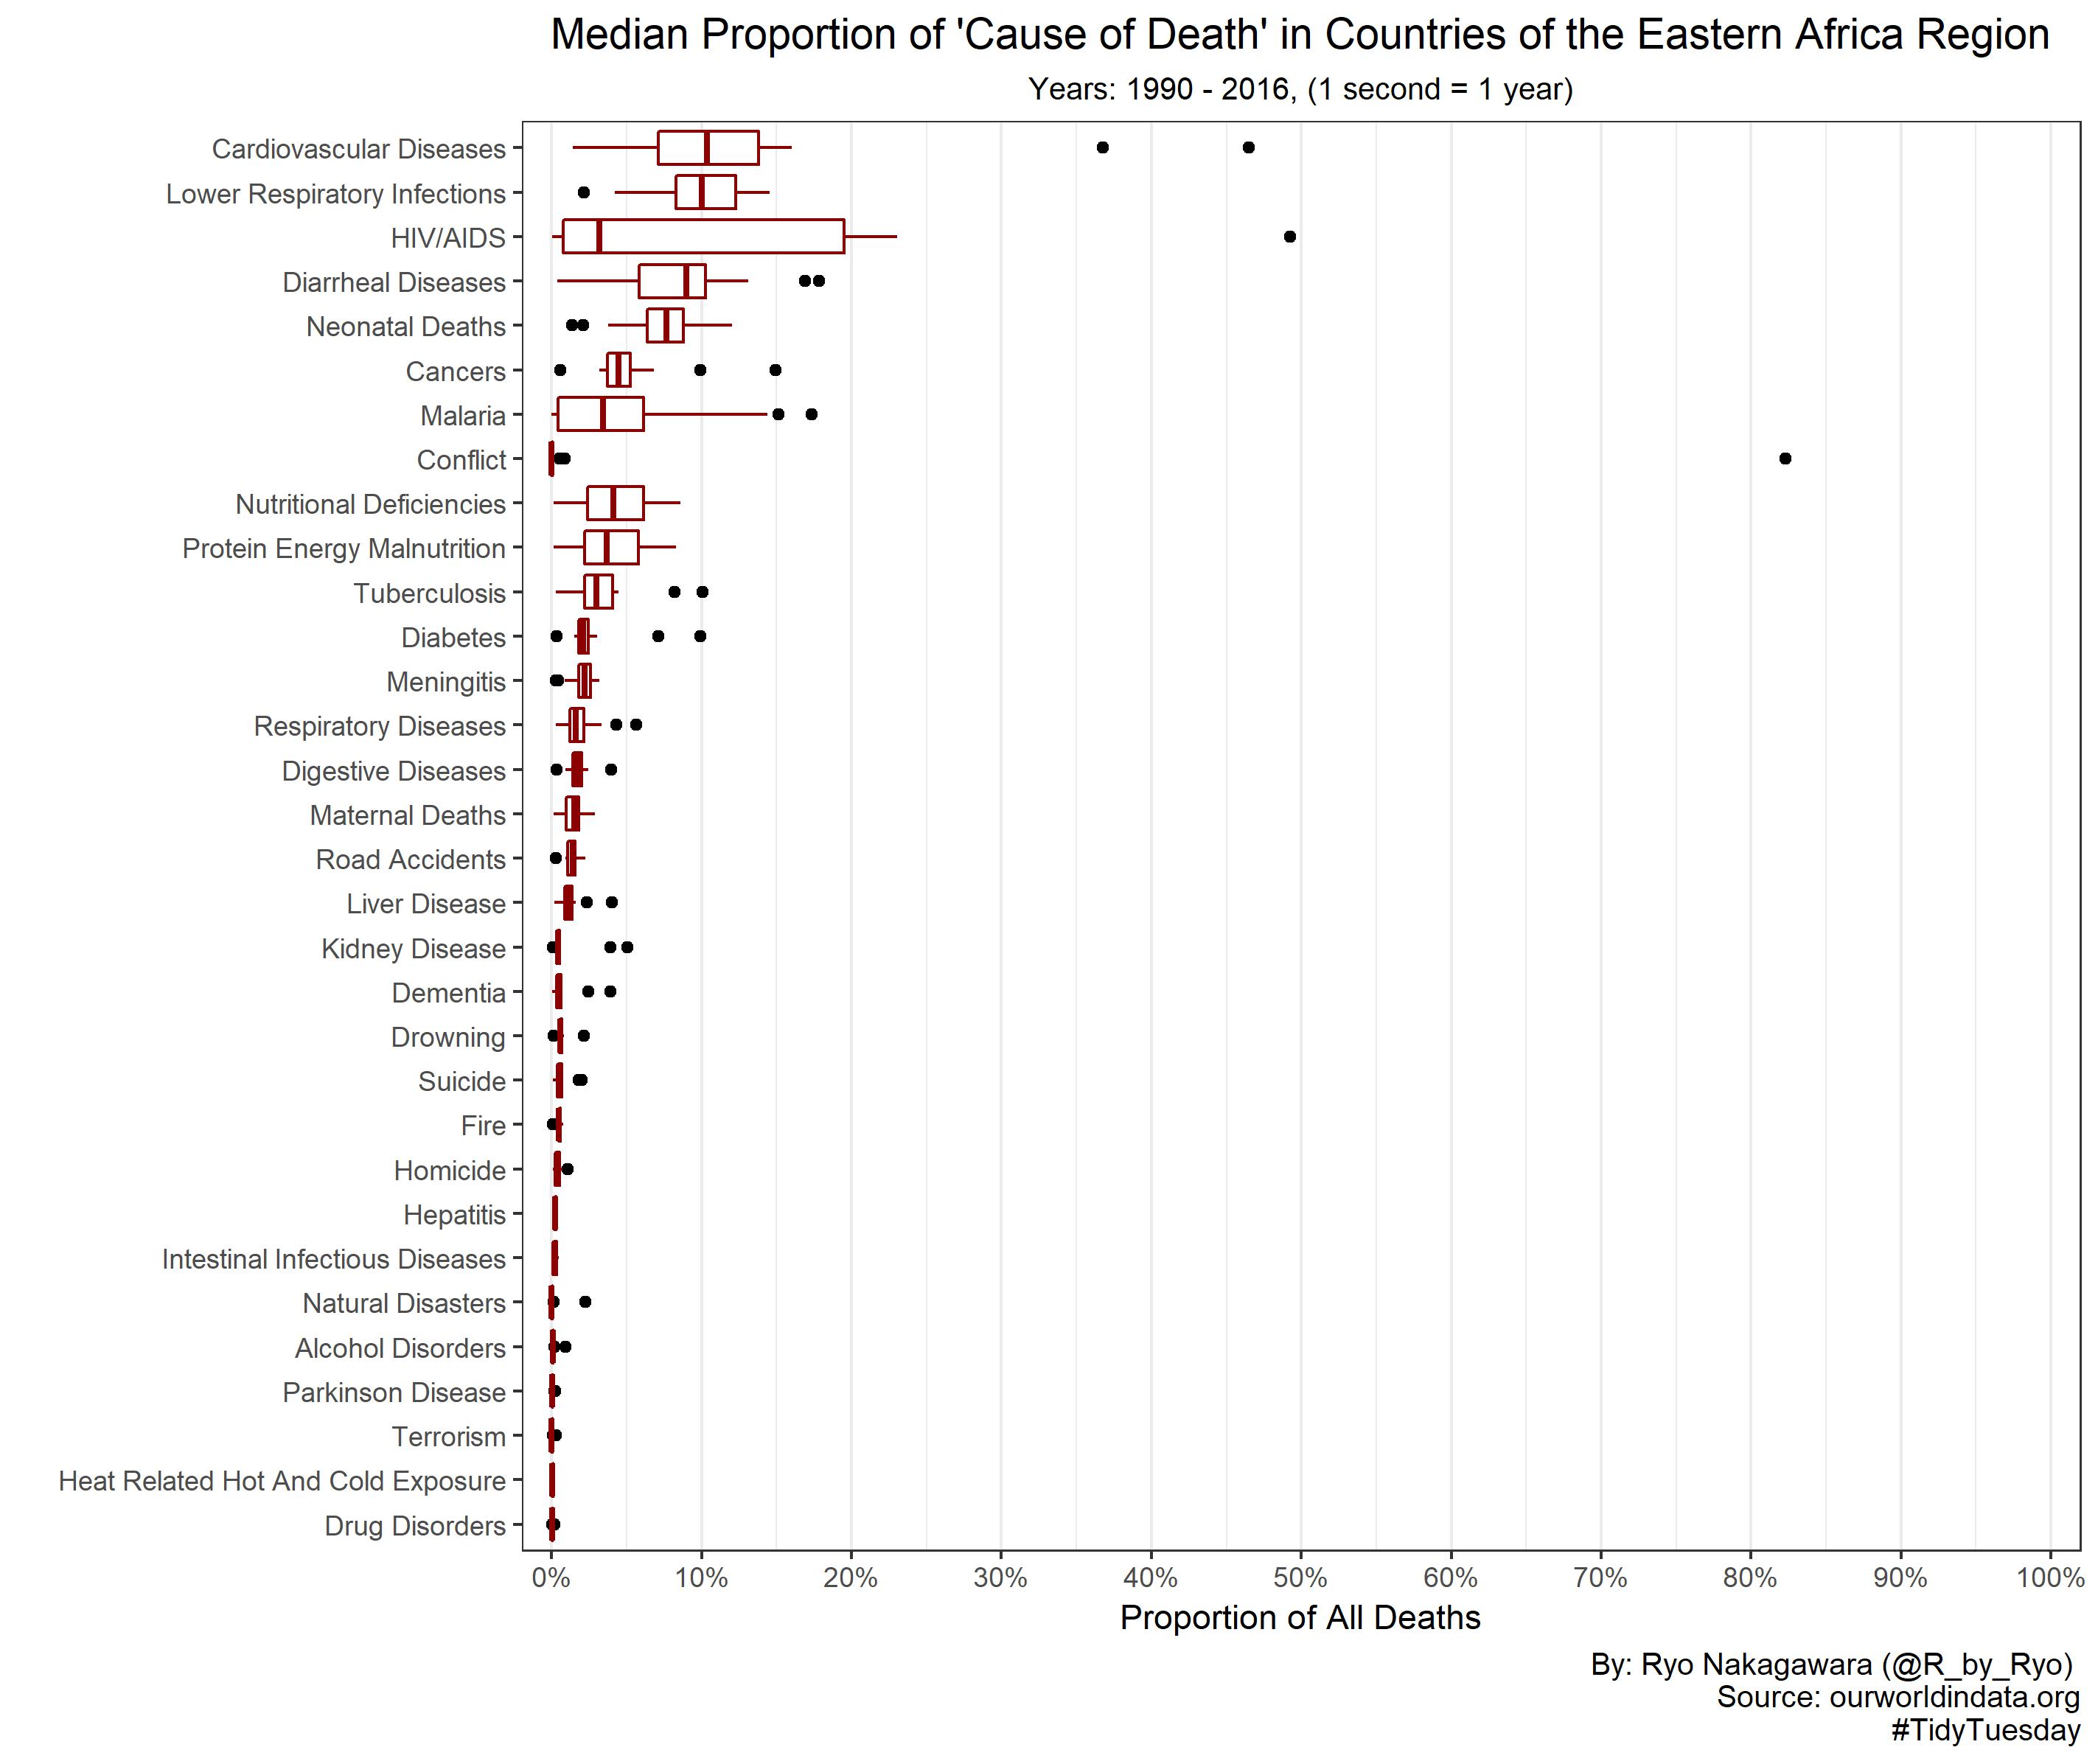 Median Proportion of 'Cause of Death' in Countries of the Eastern Africa Region
Years: 1990 - 2016, (1 second = 1 year)
Cardiovascular Diseases
Lower Respiratory Infections
HIV/AIDS
Diarrheal Diseases
Neonatal Deaths
Cancers
Malaria
Conflict
Nutritional Deficiencies
Protein Energy Malnutrition
Tuberculosis
Diabetes
Meningitis
Respiratory Diseases
Digestive Diseases
Maternal Deaths
Road Accidents
Liver Disease
Kidney Disease
Dementia
Drowning
Suicide
Fire
Homicide
Hepatitis
Intestinal Infectious Diseases
Natural Disasters
Alcohol Disorders
Parkinson Disease
Terrorism
Heat Related Hot And Cold Exposure
Drug Disorders
0% 10% 20% 30% 40% 50% 60% 70% 80% 90% 100%
Proportion of All Deaths
By: Ryo Nakagawara (@R_by_Ryo)
Source: ourworldindata.org
#TidyTuesday